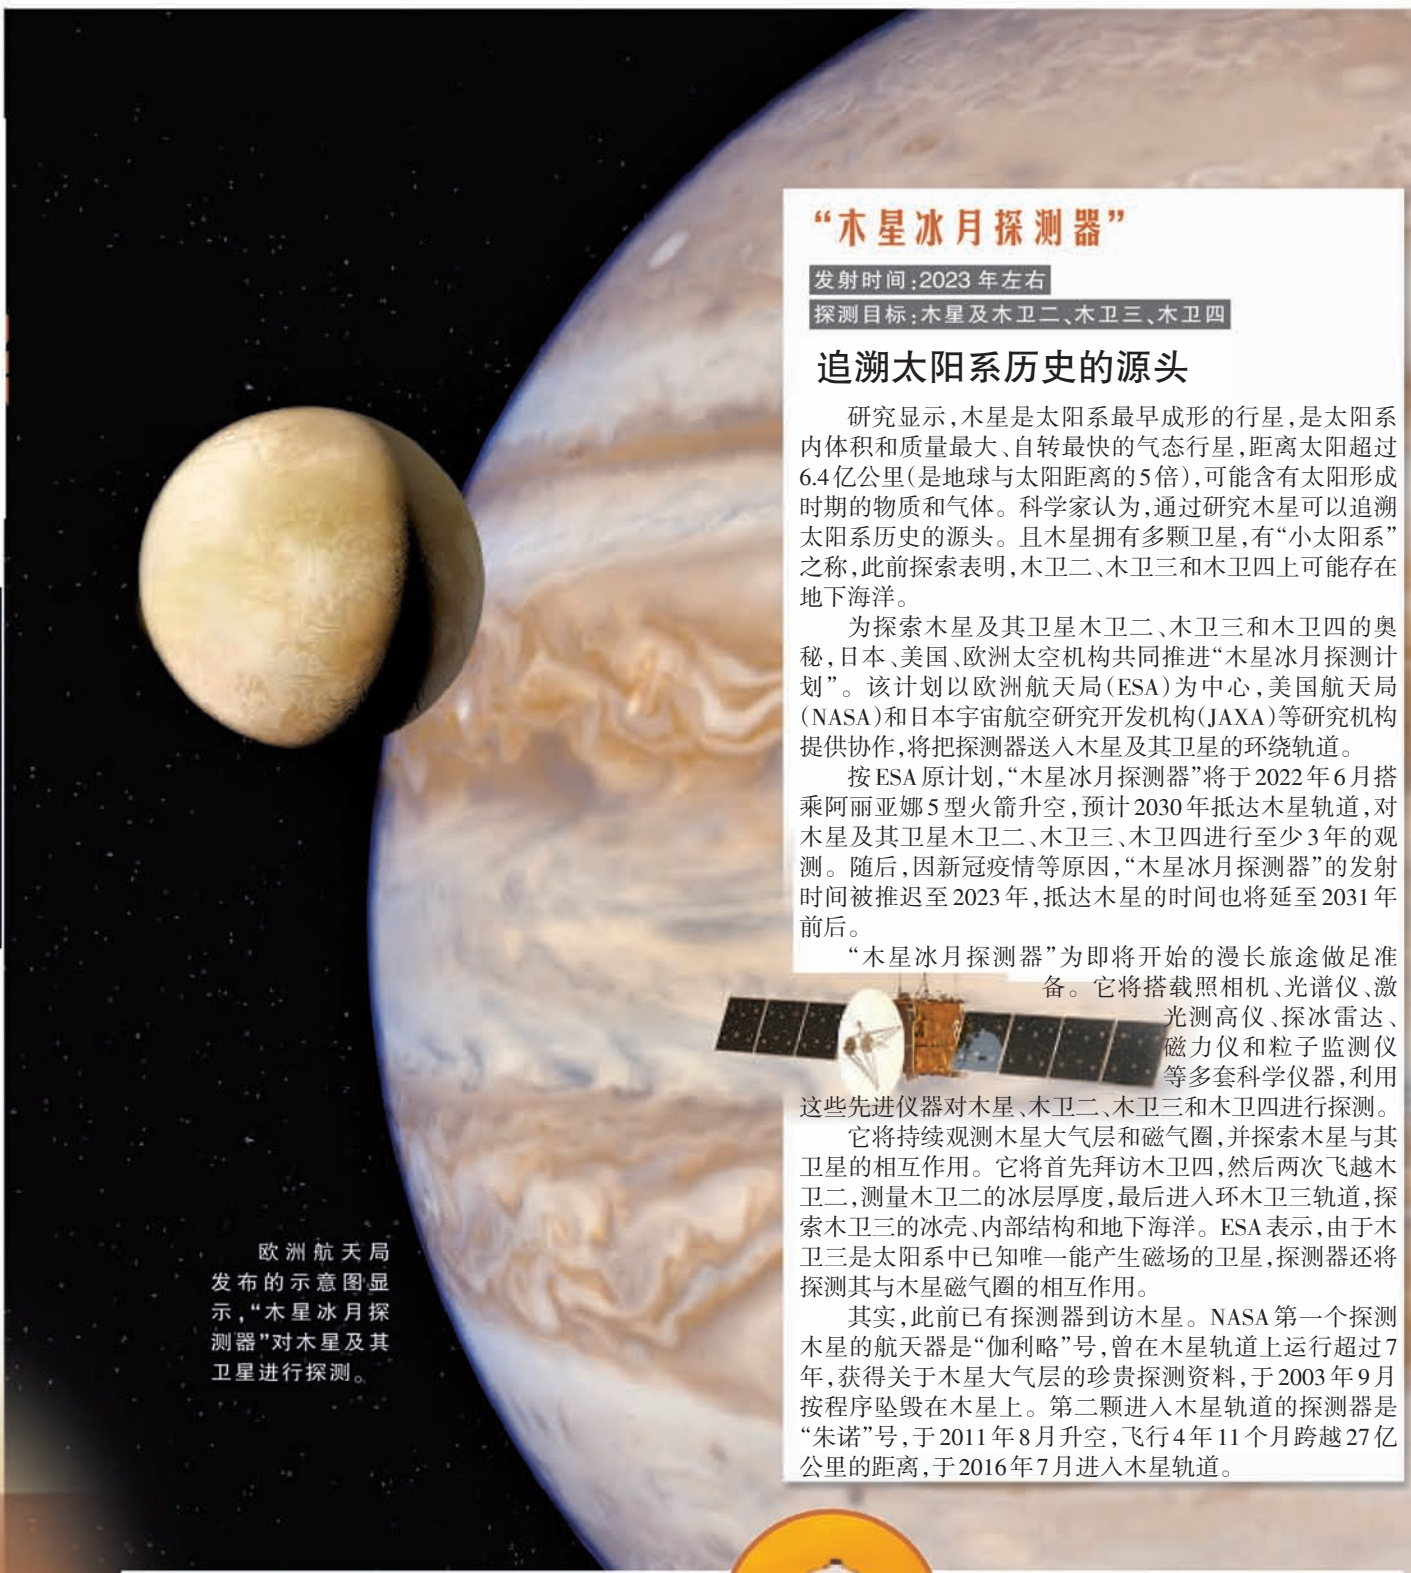 “木星冰月探测器”
发射时间:2023 年左右
探测目标:木星及木卫二、木卫三、木卫四
追溯太阳系历史的源头
研究显示,木星是太阳系最早成形的行星,是太阳系
内体积和质量最大、自转最快的气态行星,距离太阳超过
6.4亿公里(是地球与太阳距离的5倍),可能含有太阳形成
时期的物质和气体。科学家认为,通过研究木星可以追溯
太阳系历史的源头。且木星拥有多颗卫星,有“小太阳系”
之称,此前探索表明,木卫二、木卫三和木卫四上可能存在
地下海洋。
为探索木星及其卫星木卫二、木卫三和木卫四的奥
秘,日本、美国、欧洲太空机构共同推进“木星冰月探测计
划”。该计划以欧洲航天局(ESA)为中心,美国航天局
(NASA)和日本宇宙航空研究开发机构(JAXA)等研究机构
提供协作,将把探测器送入木星及其卫星的环绕轨道。
按ESA原计划,“木星冰月探测器”将于2022年6月搭
乘阿丽亚娜5型火箭升空,预计2030年抵达木星轨道,对
木星及其卫星木卫二、木卫三、木卫四进行至少3年的观
测。随后,因新冠疫情等原因,“木星冰月探测器”的发射
时间被推迟至2023年,抵达木星的时间也将延至2031年
前后。
“木星冰月探测器”为即将开始的漫长旅途做足准
备。它将搭载照相机、光谱仪、激
光测高仪、探冰雷达、
磁力仪和粒子监测仪
等多套科学仪器,利用
这些先进仪器对木星、木卫二、木卫三和木卫四进行探测。
它将持续观测木星大气层和磁气圈,并探索木星与其
卫星的相互作用。它将首先拜访木卫四,然后两次飞越木
卫二,测量木卫二的冰层厚度,最后进入环木卫三轨道,探
索木卫三的冰壳、内部结构和地下海洋。ESA表示,由于木
卫三是太阳系中已知唯一能产生磁场的卫星,探测器还将
探测其与木星磁气圈的相互作用。
其实,此前已有探测器到访木星。NASA第一个探测
木星的航天器是“伽利略”号,曾在木星轨道上运行超过7
年,获得关于木星大气层的珍贵探测资料,于2003年9月
按程序坠毁在木星上。第二颗进入木星轨道的探测器是
“朱诺”号,于2011年8月升空,飞行4年11个月跨越27亿
公里的距离,于2016年7月进入木星轨道。
欧洲航天局
发布的示意图显
示,“木星冰月探
测器”对木星及其
卫星进行探测。